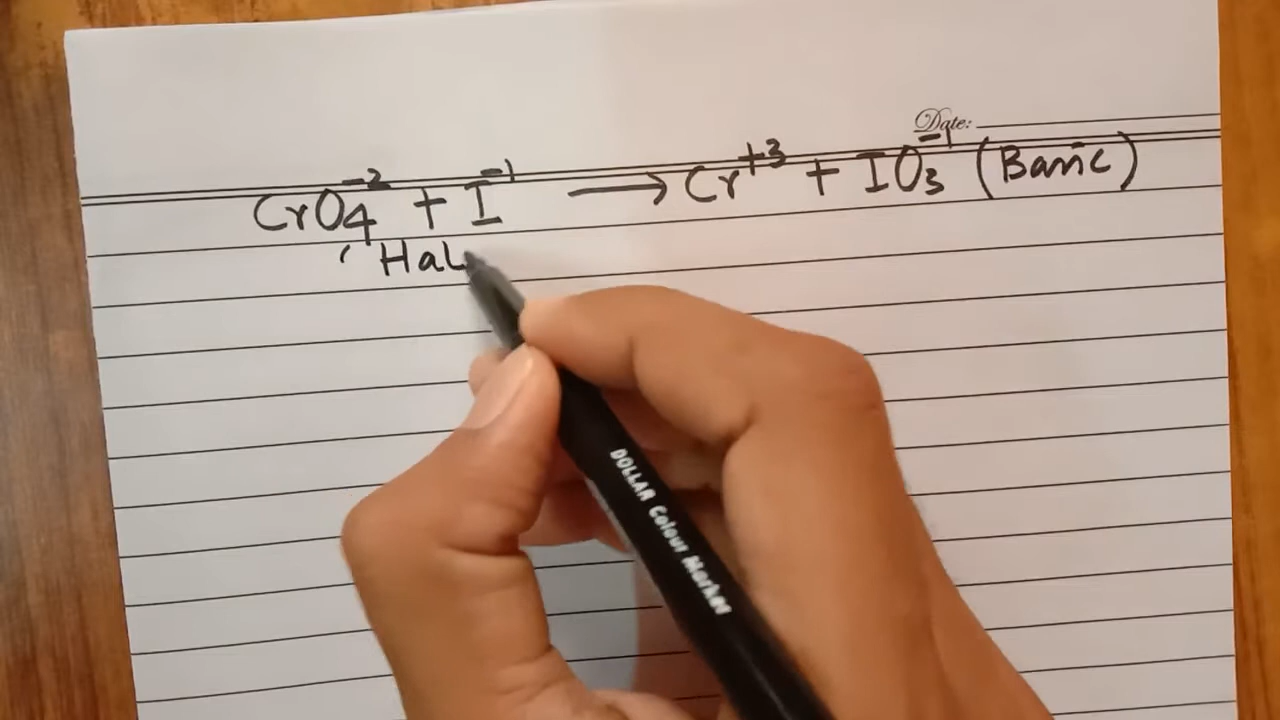 Date:
CrO₄⁻² + I⁻¹ ⟶ Cr⁺³ + IO₃⁻¹ (Basic)
( Hal
DOLLAR Colour Marker